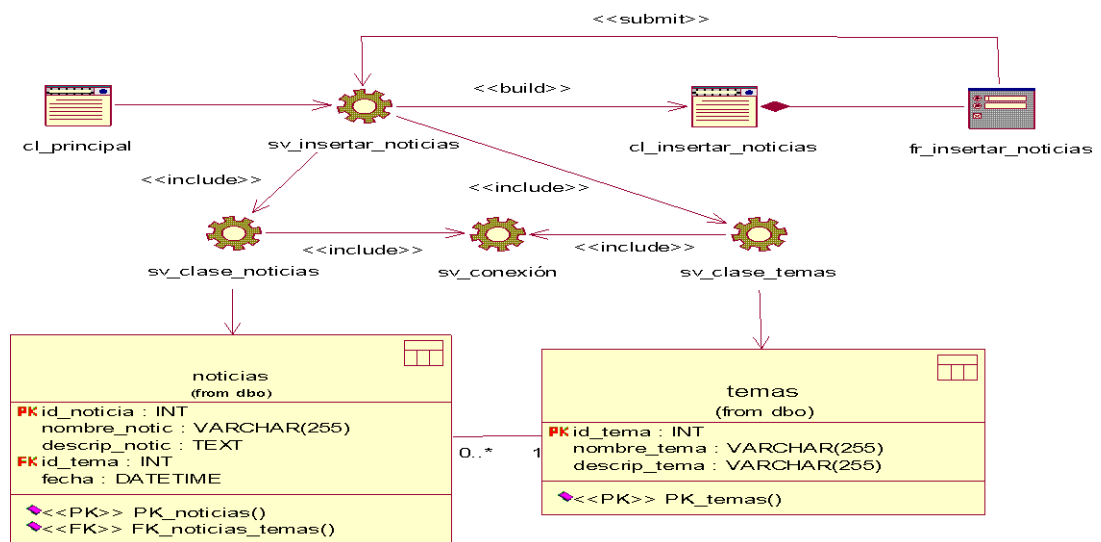 <<submit>>
<<build>>
cl_principal
sv_insertar_noticias
cl_insertar_noticias
fr_insertar_noticias
<<include>>
<<include>>
<<include>>
<<include>>
sv_clase_noticias
sv_conexión
sv_clase_temas
noticias
(from dbo)
PK id_noticia : INT
nombre_notic : VARCHAR(255)
descrip_notic : TEXT
FK id_tema : INT
fecha : DATETIME
<<PK>> PK_noticias()
<<FK>> FK_noticias_temas()
0..*
1
temas
(from dbo)
PK id_tema : INT
nombre_tema : VARCHAR(255)
descrip_tema : VARCHAR(255)
<<PK>> PK_temas()